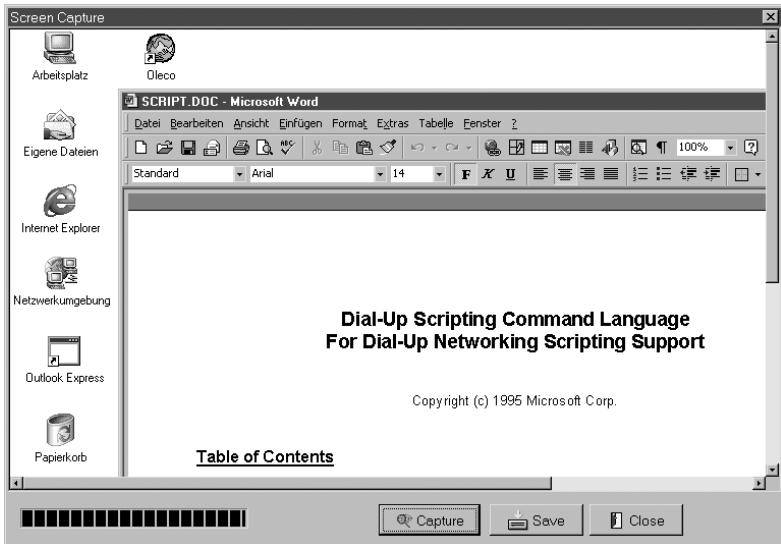 Screen Capture
Arbeitsplatz
Oleco
SCRIPT.DOC - Microsoft Word
Datei Bearbeiten Ansicht Einfügen Format Extras Tabelle Fenster ?
100%
Eigene Dateien
Standard Arial 14 F K U
Internet Explorer
Netzwerkumgebung
Dial-Up Scripting Command Language
For Dial-Up Networking Scripting Support
Outlook Express
Copyright (c) 1995 Microsoft Corp.
Papierkorb
Table of Contents
Capture Save Close